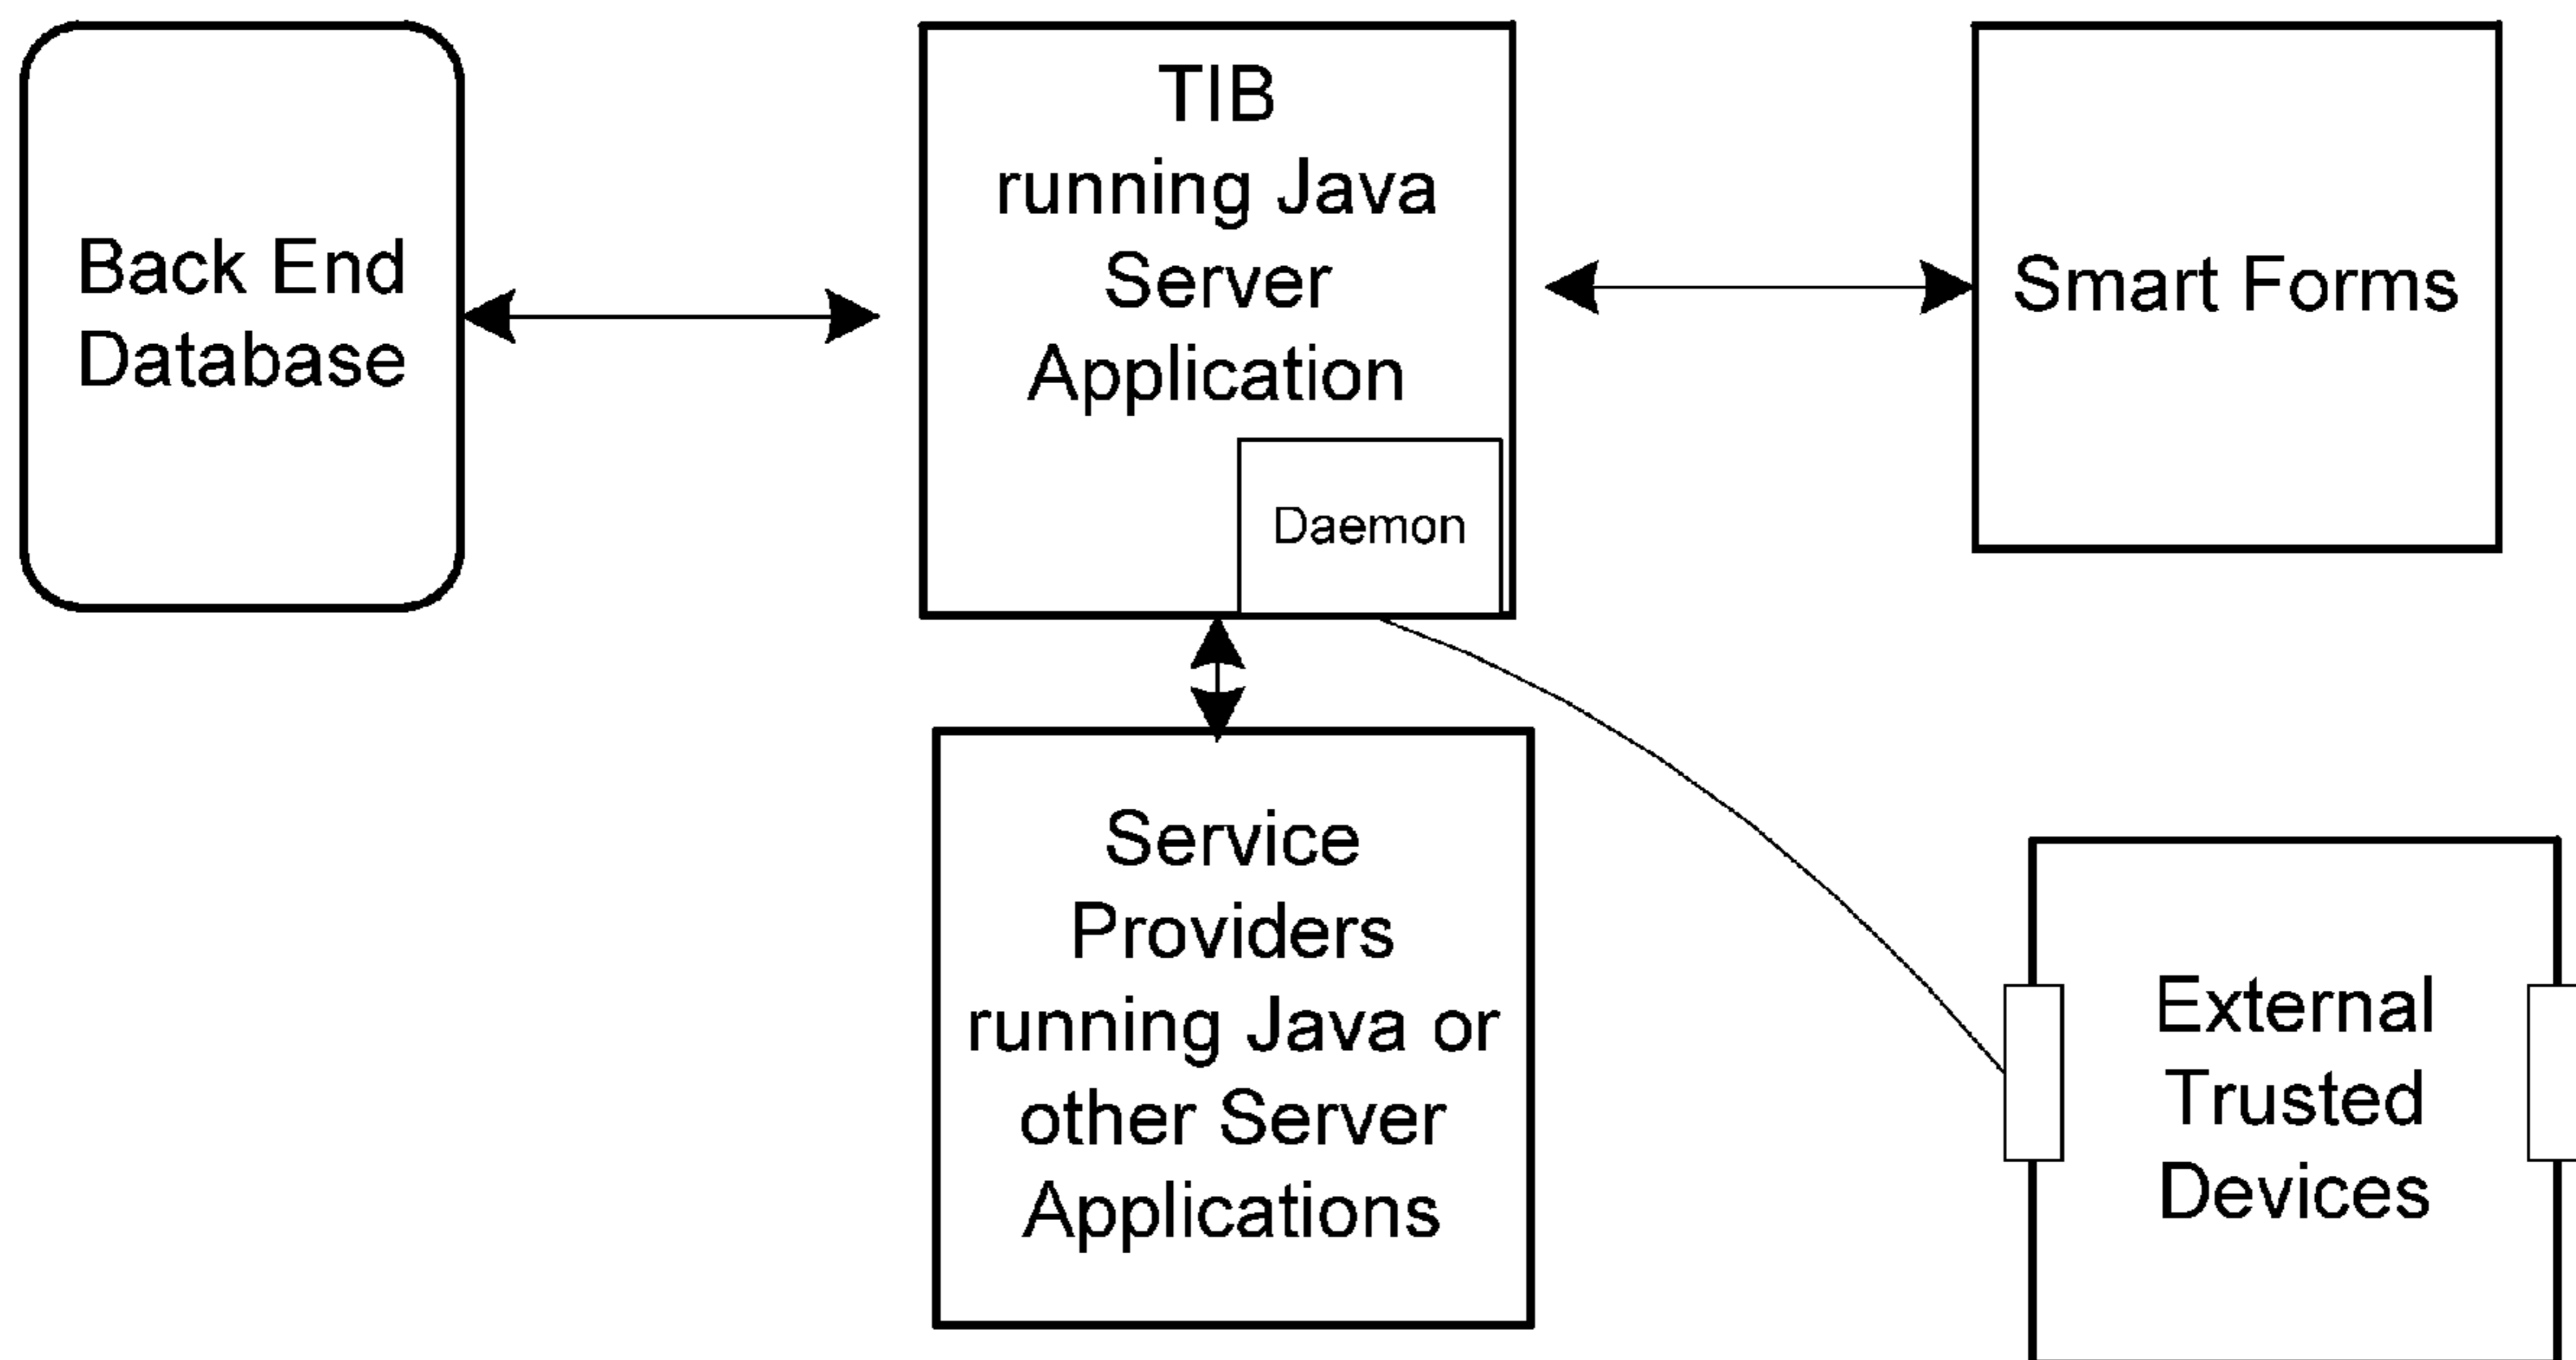 Back End
Database
TIB
running Java
Server
Application
Daemon
Smart Forms
Service
Providers
running Java or
other Server
Applications
External
Trusted
Devices